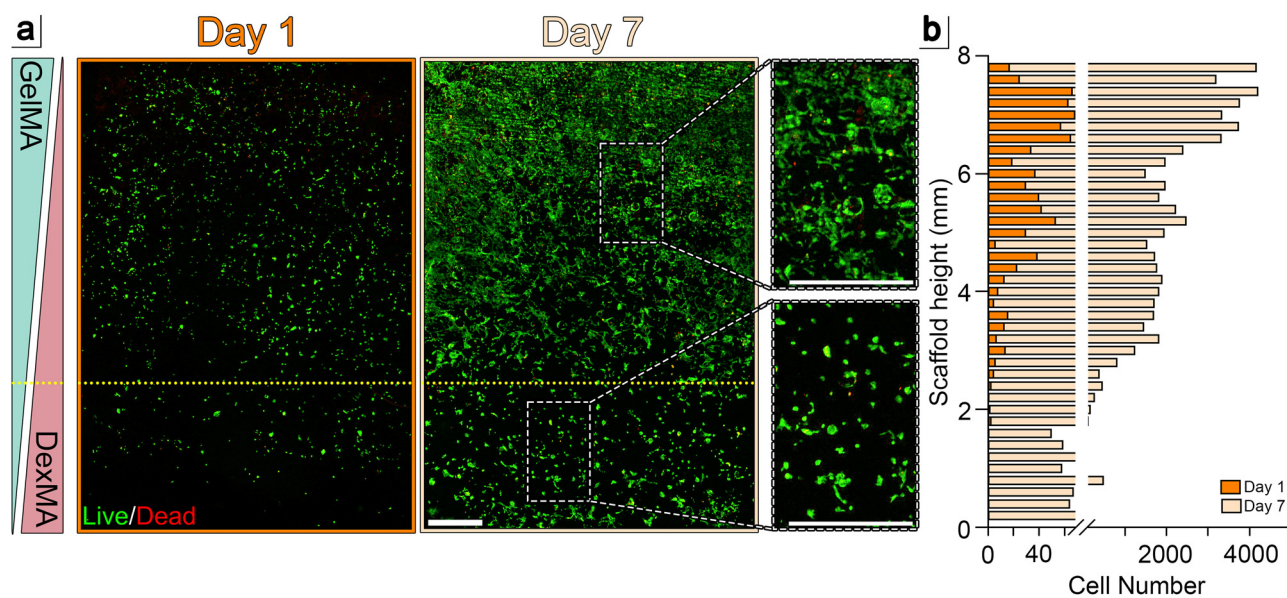 a
Day 1
Day 7
GelMA
DexMA
Live/Dead
b
8
6
4
2
0
Scaffold height (mm)
Day 1
Day 7
0 40 2000 4000
Cell Number